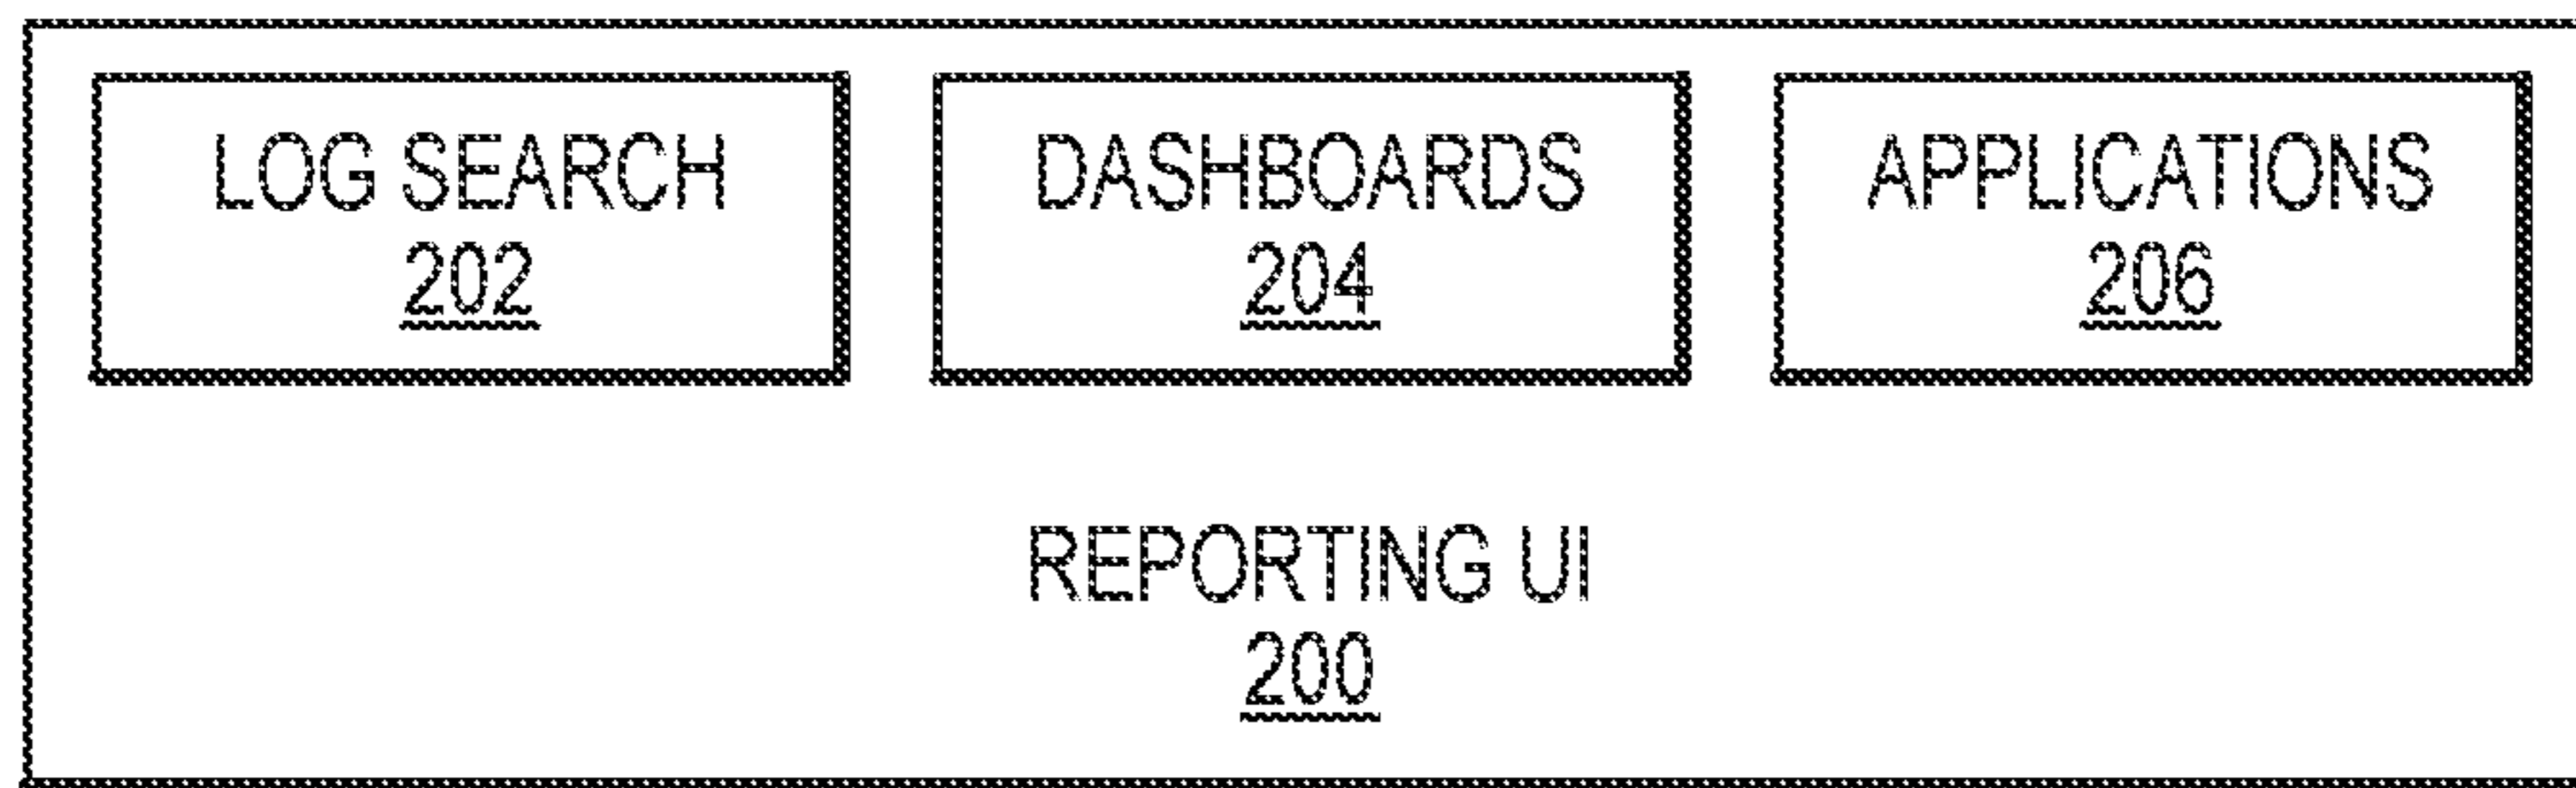 LOG SEARCH
202
DASHBOARDS
204
APPLICATIONS
206
REPORTING UI
200